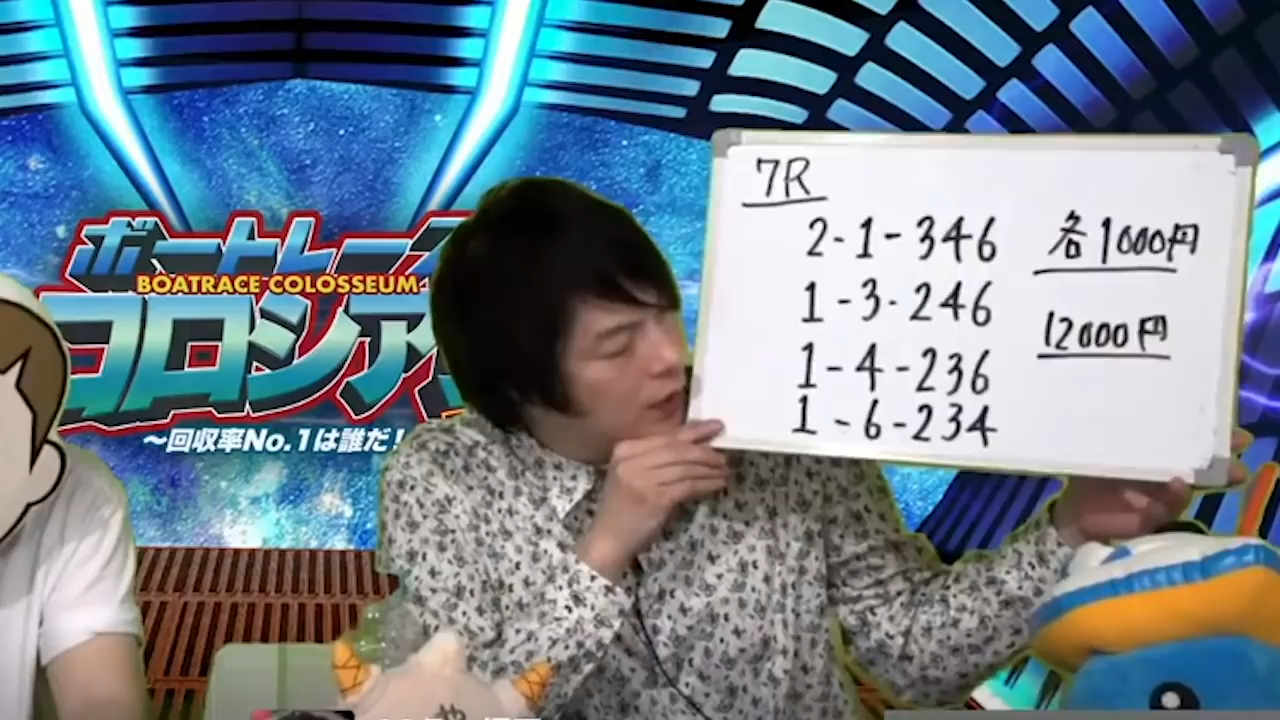 ボートレース
BOATRACE COLOSSEUM
コロシア
〜回収率No.1は誰だ!
7R
2-1-346 各1000円
1-3-246
12000円
1-4-236
1-6-234